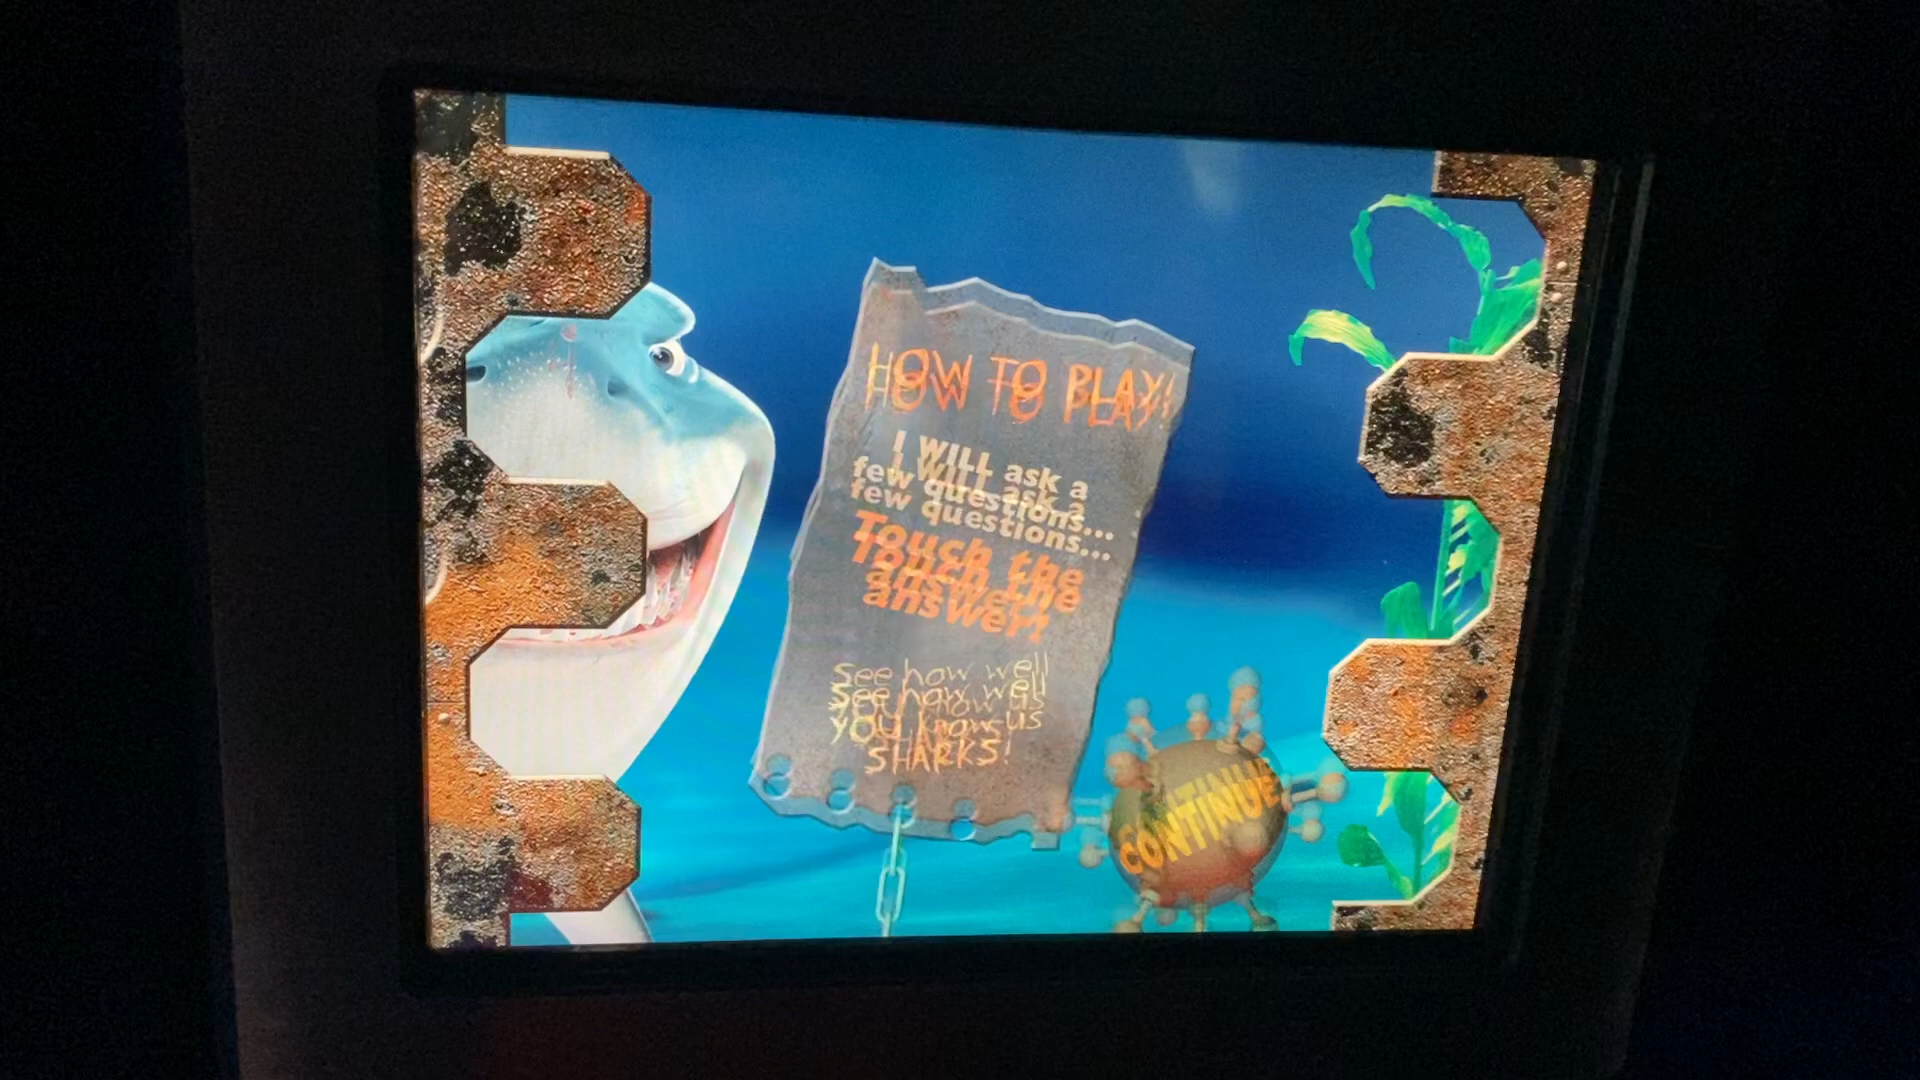 HOW TO PLAY!
I WILL ask a
few questions...
Touch the
answer!
See how well
you know us
SHARKS!
CONTINUE